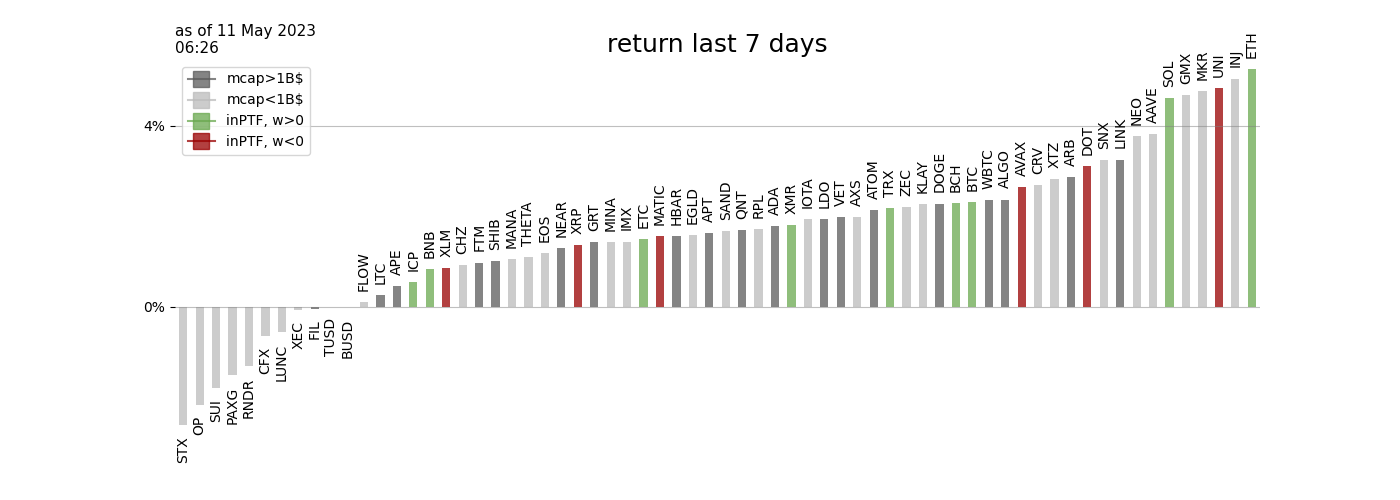 as of 11 May 2023
06:26
return last 7 days
mcap>1B$
mcap<1B$
inPTF, w>0
inPTF, w<0
4%
0%
STX
OP
SUI
PAXG
RNDR
CFX
LUNC
XEC
FIL
TUSD
BUSD
FLOW
LTC
APE
ICP
BNB
XLM
CHZ
FTM
SHIB
MANA
THETA
EOS
NEAR
XRP
GRT
MINA
IMX
ETC
MATIC
HBAR
EGLD
APT
SAND
QNT
RPL
ADA
XMR
IOTA
LDO
VET
AXS
ATOM
TRX
ZEC
KLAY
DOGE
BCH
BTC
WBTC
ALGO
AVAX
CRV
XTZ
ARB
DOT
SNX
LINK
NEO
AAVE
SOL
GMX
MKR
UNI
INJ
ETH